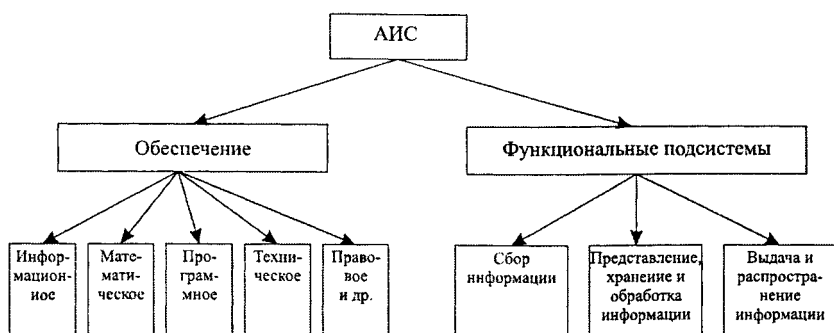 АИС
Обеспечение
Функциональные подсистемы
Инфор-
мацион-
ное
Мате-
мати-
ческое
Про-
грам-
мное
Техни-
ческое
Право-
вое
и др.
Сбор
информации
Представление,
хранение и
обработка
информации
Выдача и
распростра-
нение
информации